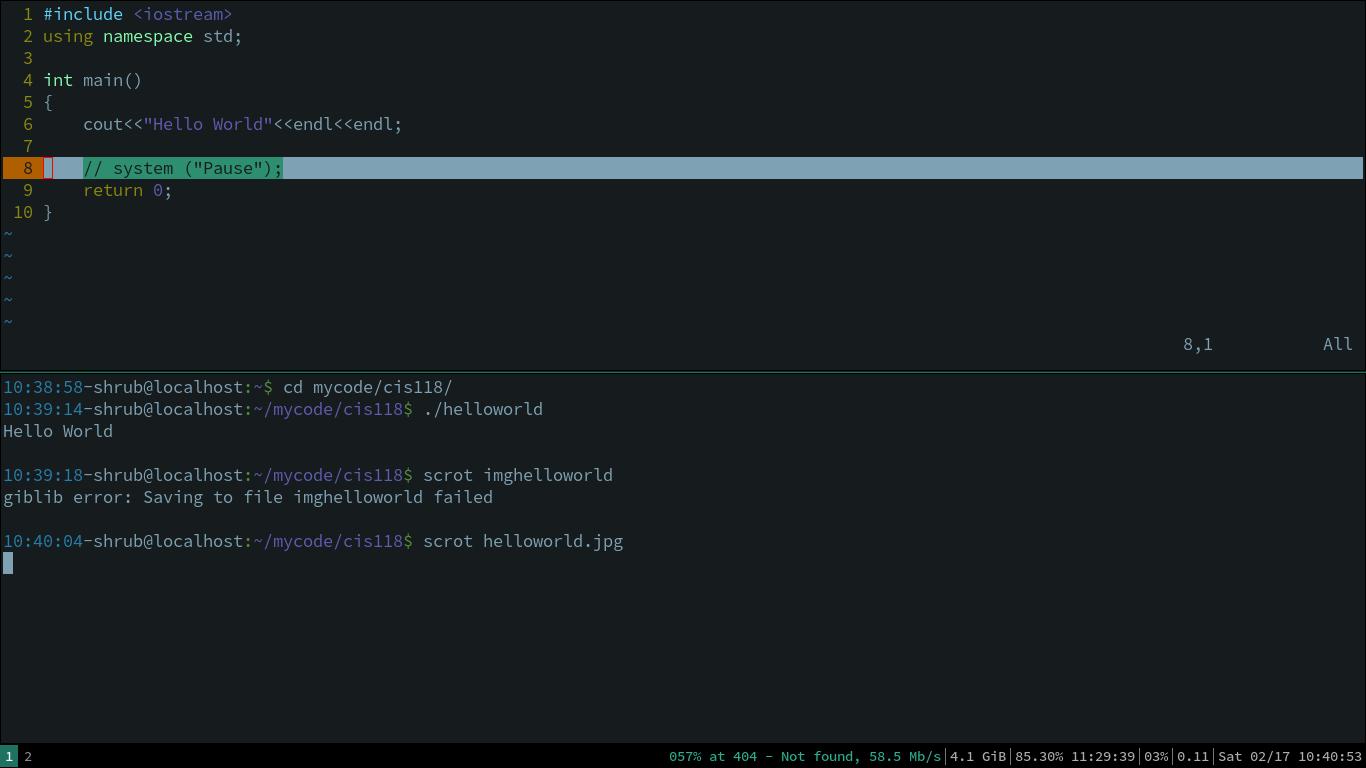 1 #include <iostream>
2 using namespace std;
3
4 int main()
5 {
6     cout<<"Hello World"<<endl<<endl;
7
8     // system ("Pause");
9     return 0;
10 }
~
~
~
~
~
8,1 All
10:38:58-shrub@localhost:~$ cd mycode/cis118/
10:39:14-shrub@localhost:~/mycode/cis118$ ./helloworld
Hello World
10:39:18-shrub@localhost:~/mycode/cis118$ scrot imghelloworld
giblib error: Saving to file imghelloworld failed
10:40:04-shrub@localhost:~/mycode/cis118$ scrot helloworld.jpg
1 2 057% at 404 - Not found, 58.5 Mb/s|4.1 GiB|85.30% 11:29:39|03%|0.11|Sat 02/17 10:40:53